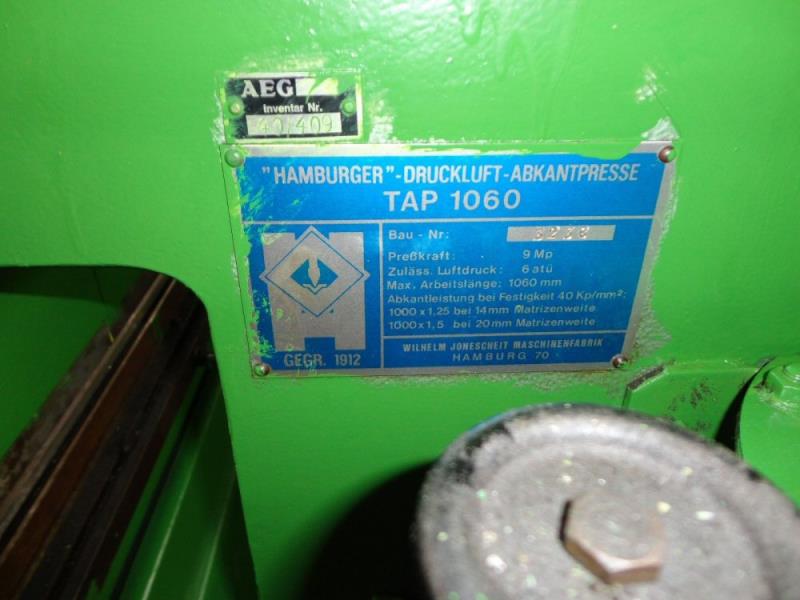 AEG
Inventar Nr.
40/409
"HAMBURGER"-DRUCKLUFT-ABKANTPRESSE
TAP 1060
Bau - Nr:
Preßkraft: 9 Mp
Zuläss. Luftdruck: 6 atü
Max. Arbeitslänge: 1060 mm
Abkantleistung bei Festigkeit 40 Kp/mm²:
1000 x 1,25 bei 14mm Matrizenweite
1000 x 1,5 bei 20mm Matrizenweite
GEGR. 1912
WILHELM JONESCHEIT MASCHINENFABRIK
HAMBURG 70